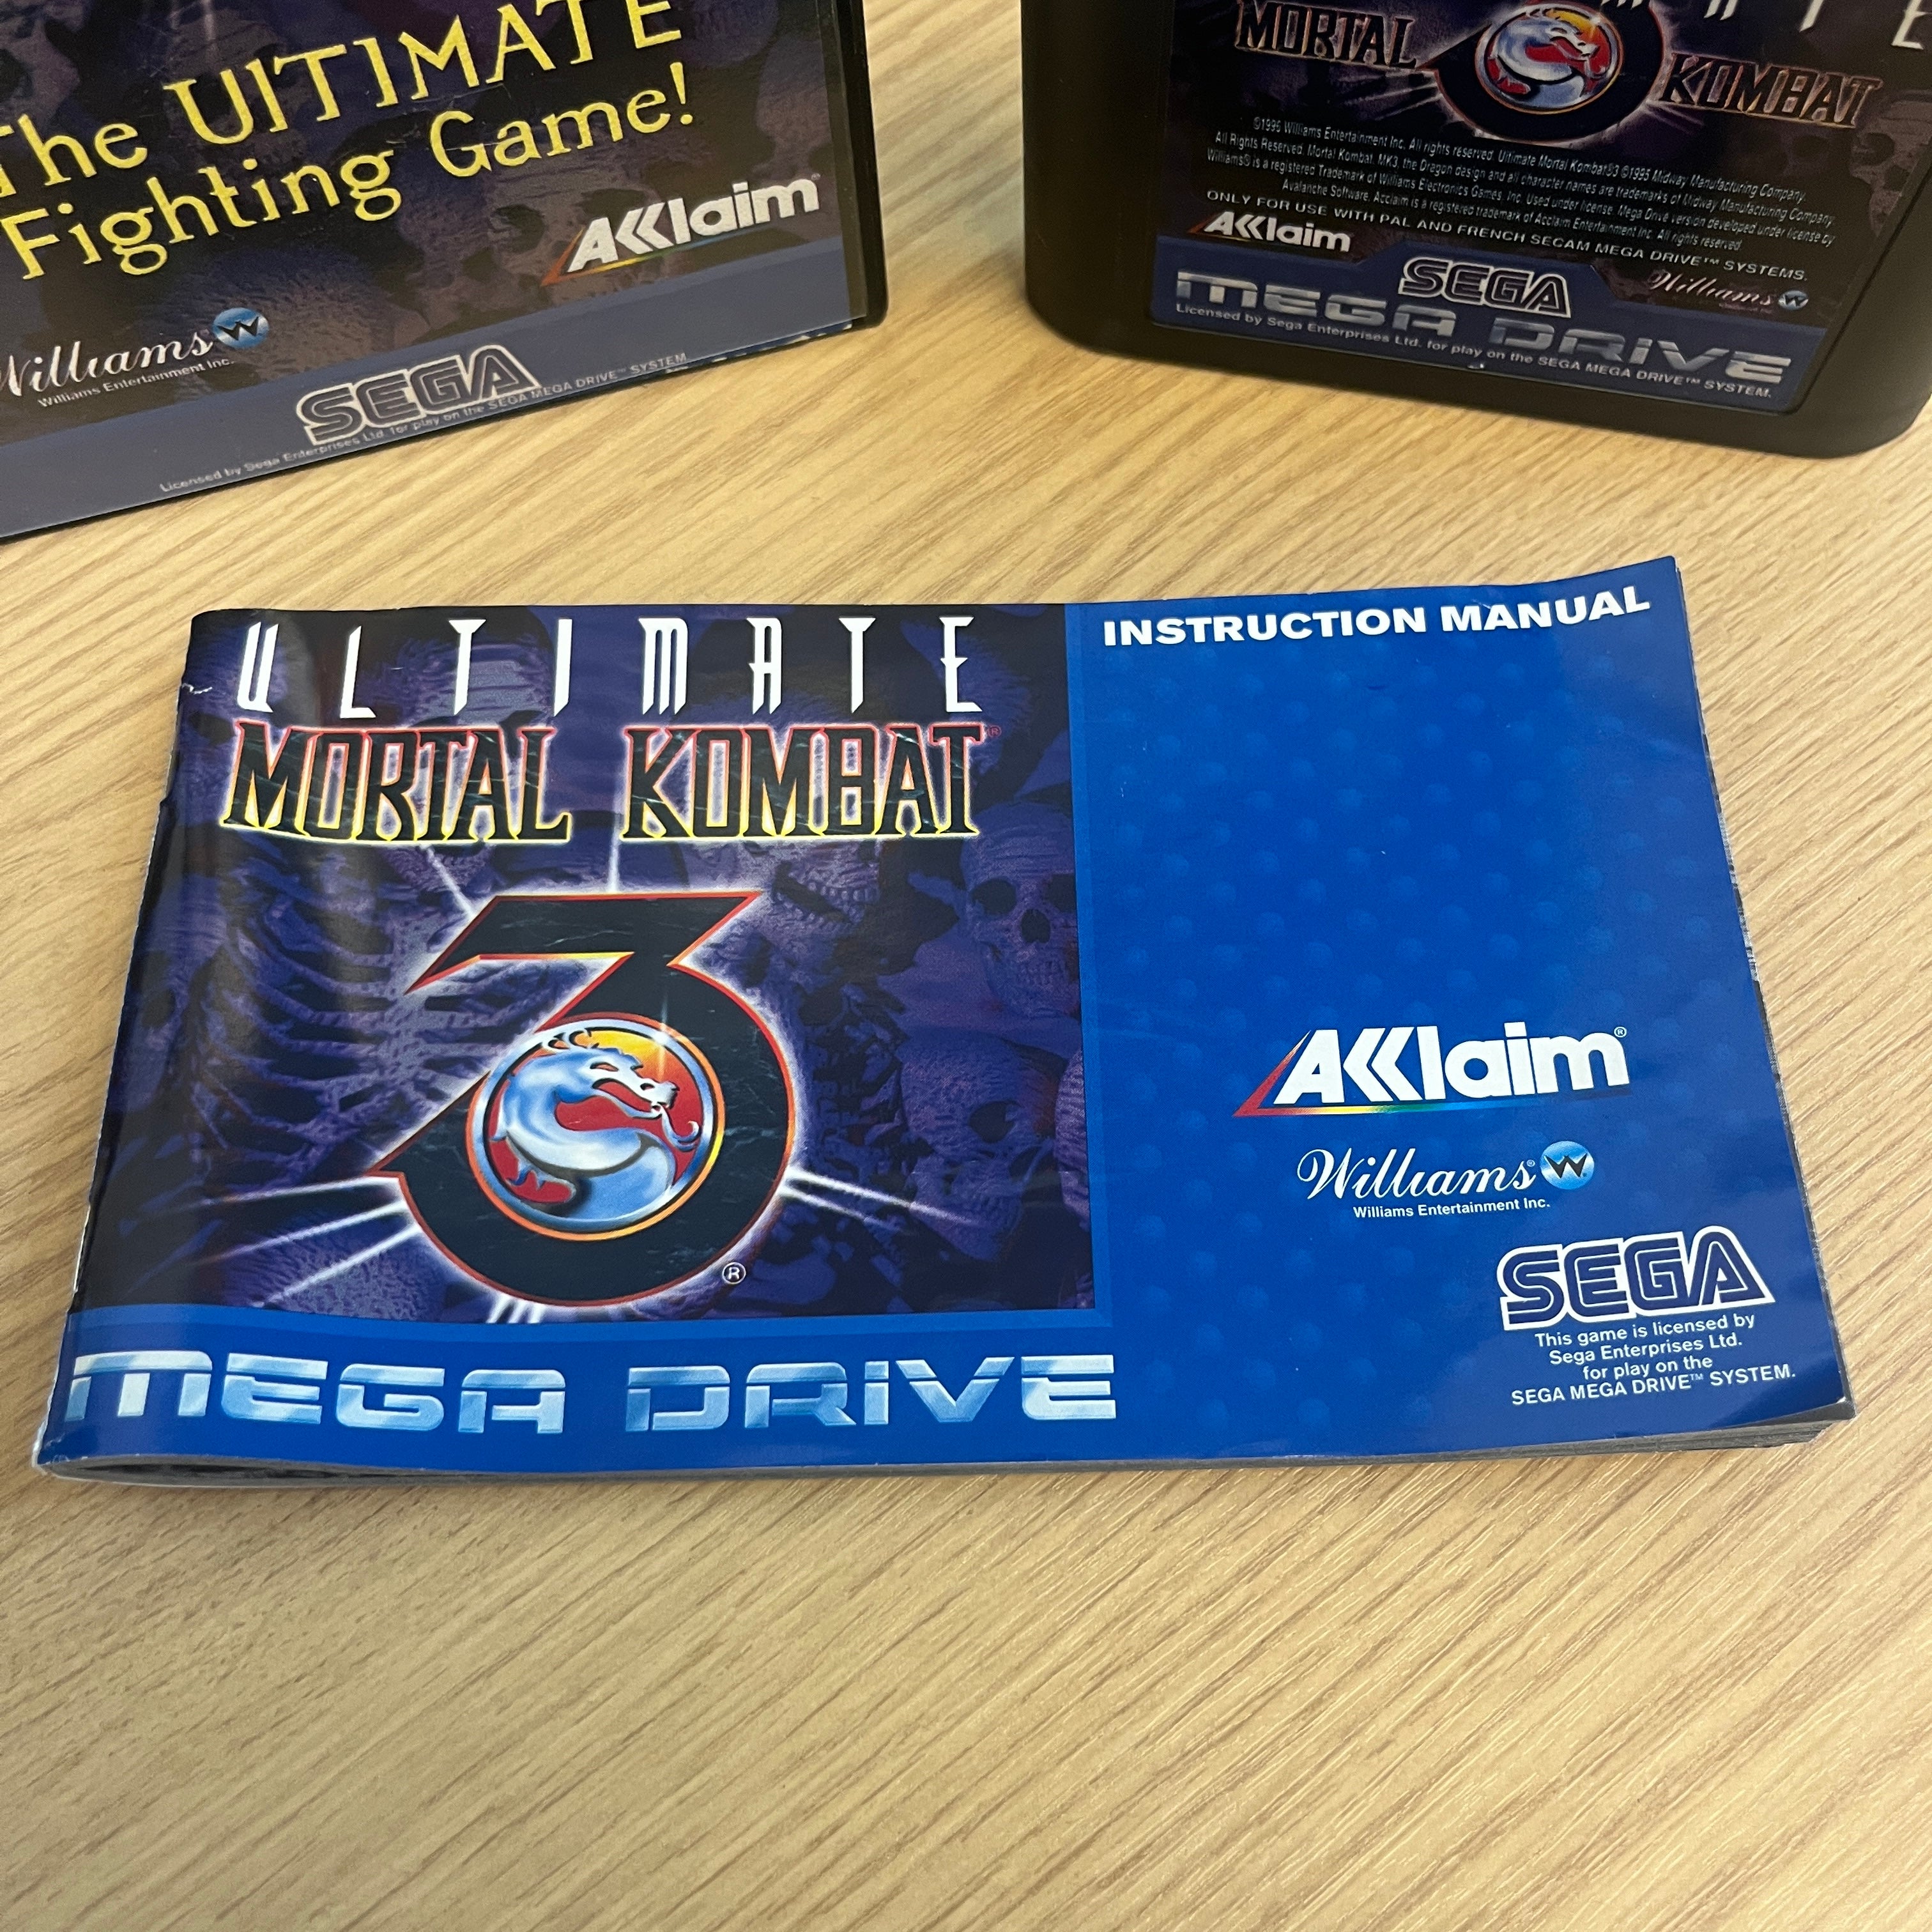 The ULTIMATE
Fighting Game!
Acclaim
Williams®
Williams Entertainment Inc.
SEGA
Licensed by Sega Enterprises Ltd. for play on the SEGA MEGA DRIVE™ SYSTEM.
MORTAL 3 KOMBAT
©1996 Williams Entertainment Inc. All rights reserved. Ultimate Mortal Kombat®3 ©1995 Midway Manufacturing Company.
All Rights Reserved. Mortal Kombat, MK3, the Dragon design and all character names are trademarks of Midway Manufacturing Company.
Williams® is a registered Trademark of Williams Electronics Games, Inc. Used under license. Mega Drive version developed under license by
Avalanche Software. Acclaim is a registered trademark of Acclaim Entertainment Inc. All rights reserved.
ONLY FOR USE WITH PAL AND FRENCH SECAM MEGA DRIVE™ SYSTEMS.
Acclaim
SEGA
Williams
MEGA DRIVE
Licensed by Sega Enterprises Ltd. for play on the SEGA MEGA DRIVE™ SYSTEM.
ULTIMATE
MORTAL KOMBAT®
3
®
MEGA DRIVE
INSTRUCTION MANUAL
Acclaim®
Williams®
Williams Entertainment Inc.
SEGA
This game is licensed by
Sega Enterprises Ltd.
for play on the
SEGA MEGA DRIVE™ SYSTEM.